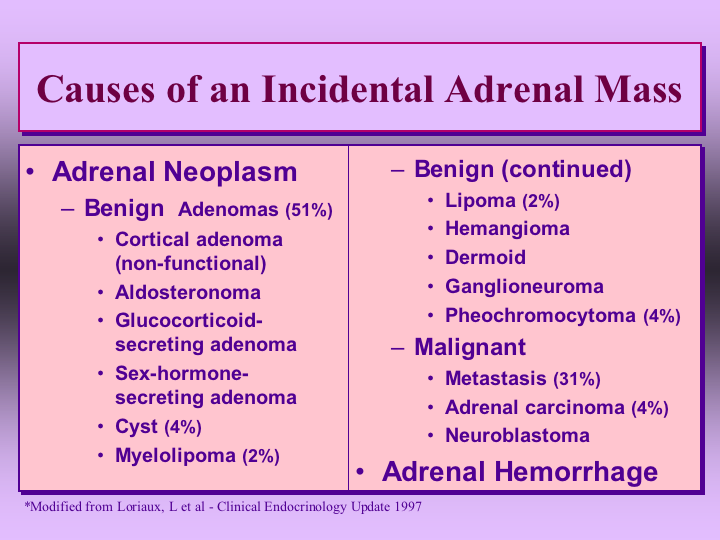 Causes of an Incidental Adrenal Mass
• Adrenal Neoplasm
– Benign Adenomas (51%)
• Cortical adenoma
(non-functional)
• Aldosteronoma
• Glucocorticoid-
secreting adenoma
• Sex-hormone-
secreting adenoma
• Cyst (4%)
• Myelolipoma (2%)
– Benign (continued)
• Lipoma (2%)
• Hemangioma
• Dermoid
• Ganglioneuroma
• Pheochromocytoma (4%)
– Malignant
• Metastasis (31%)
• Adrenal carcinoma (4%)
• Neuroblastoma
• Adrenal Hemorrhage
*Modified from Loriaux, L et al - Clinical Endocrinology Update 1997